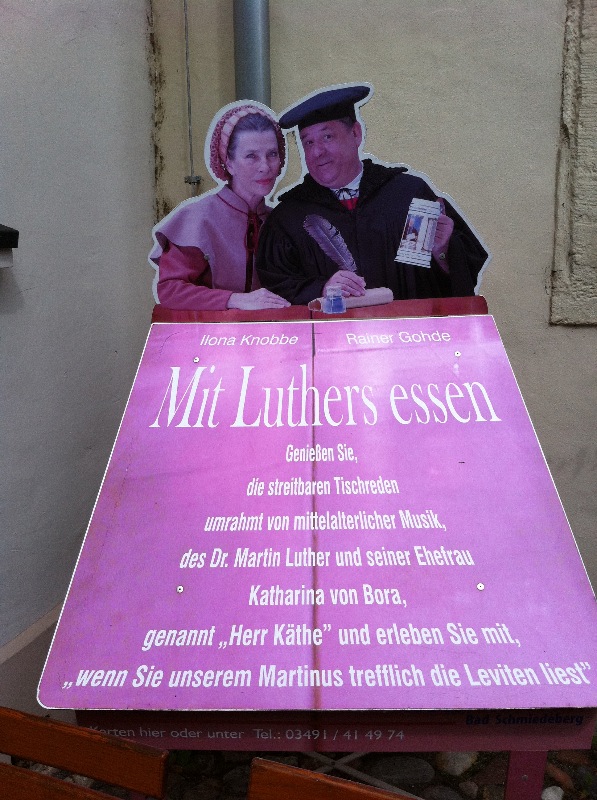 Ilona Knobbe Rainer Gohde
Mit Luthers essen
Genießen Sie,
die streitbaren Tischreden
umrahmt von mittelalterlicher Musik,
des Dr. Martin Luther und seiner Ehefrau
Katharina von Bora,
genannt „Herr Käthe” und erleben Sie mit,
„wenn Sie unserem Martinus trefflich die Leviten liest”
Bad Schmiedeberg
Karten hier oder unter Tel.: 03491 / 41 49 74